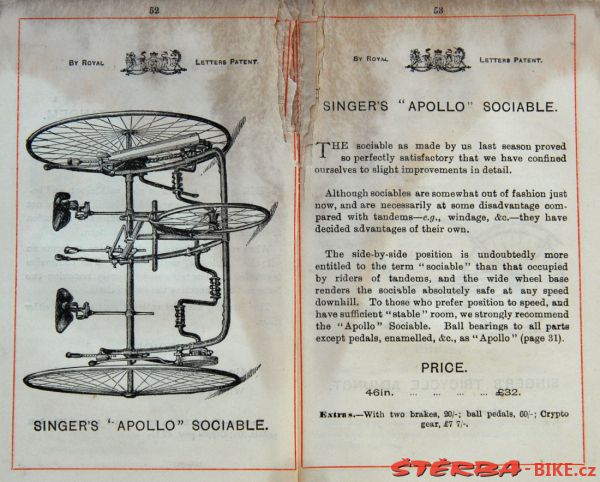 52
BY ROYAL LETTERS PATENT.
SINGER'S "APOLLO" SOCIABLE.
53
BY ROYAL LETTERS PATENT.
SINGER'S "APOLLO" SOCIABLE.
THE sociable as made by us last season proved
so perfectly satisfactory that we have confined
ourselves to slight improvements in detail.
Although sociables are somewhat out of fashion just
now, and are necessarily at some disadvantage com-
pared with tandems—e.g., windage, &c.—they have
decided advantages of their own.
The side-by-side position is undoubtedly more
entitled to the term "sociable" than that occupied
by riders of tandems, and the wide wheel base
renders the sociable absolutely safe at any speed
downhill. To those who prefer position to speed, and
have sufficient "stable" room, we strongly recommend
the "Apollo" Sociable. Ball bearings to all parts
except pedals, enamelled, &c., as "Apollo" (page 31).
PRICE.
46in. ... ... ... ... £32.
Extras.—With two brakes, 20/-; ball pedals, 60/-; Crypto
gear, £7 7/-.
ŠTĚRBA-BIKE.cz